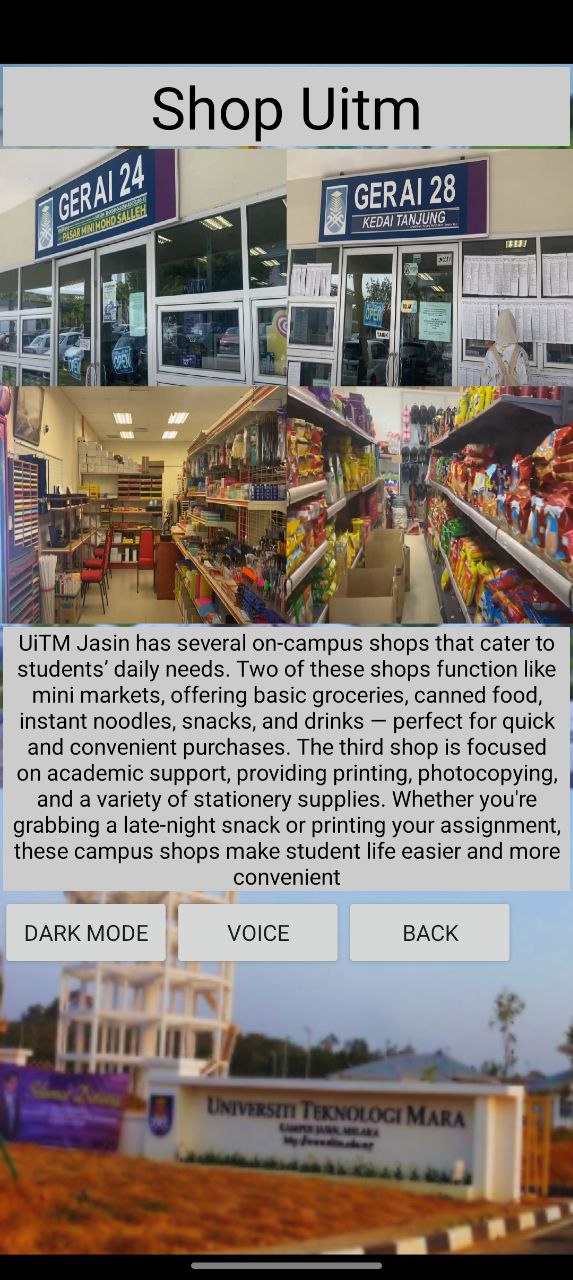 Shop Uitm
GERAI 24
PASAR MINI MOHD SALLEH
GERAI 28
KEDAI TANJUNG
OPEN
OPEN
OPEN
TARIK
UiTM Jasin has several on-campus shops that cater to
students’ daily needs. Two of these shops function like
mini markets, offering basic groceries, canned food,
instant noodles, snacks, and drinks — perfect for quick
and convenient purchases. The third shop is focused
on academic support, providing printing, photocopying,
and a variety of stationery supplies. Whether you're
grabbing a late-night snack or printing your assignment,
these campus shops make student life easier and more
convenient
DARK MODE
VOICE
BACK
UNIVERSITI TEKNOLOGI MARA
KAMPUS JASIN, MELAKA